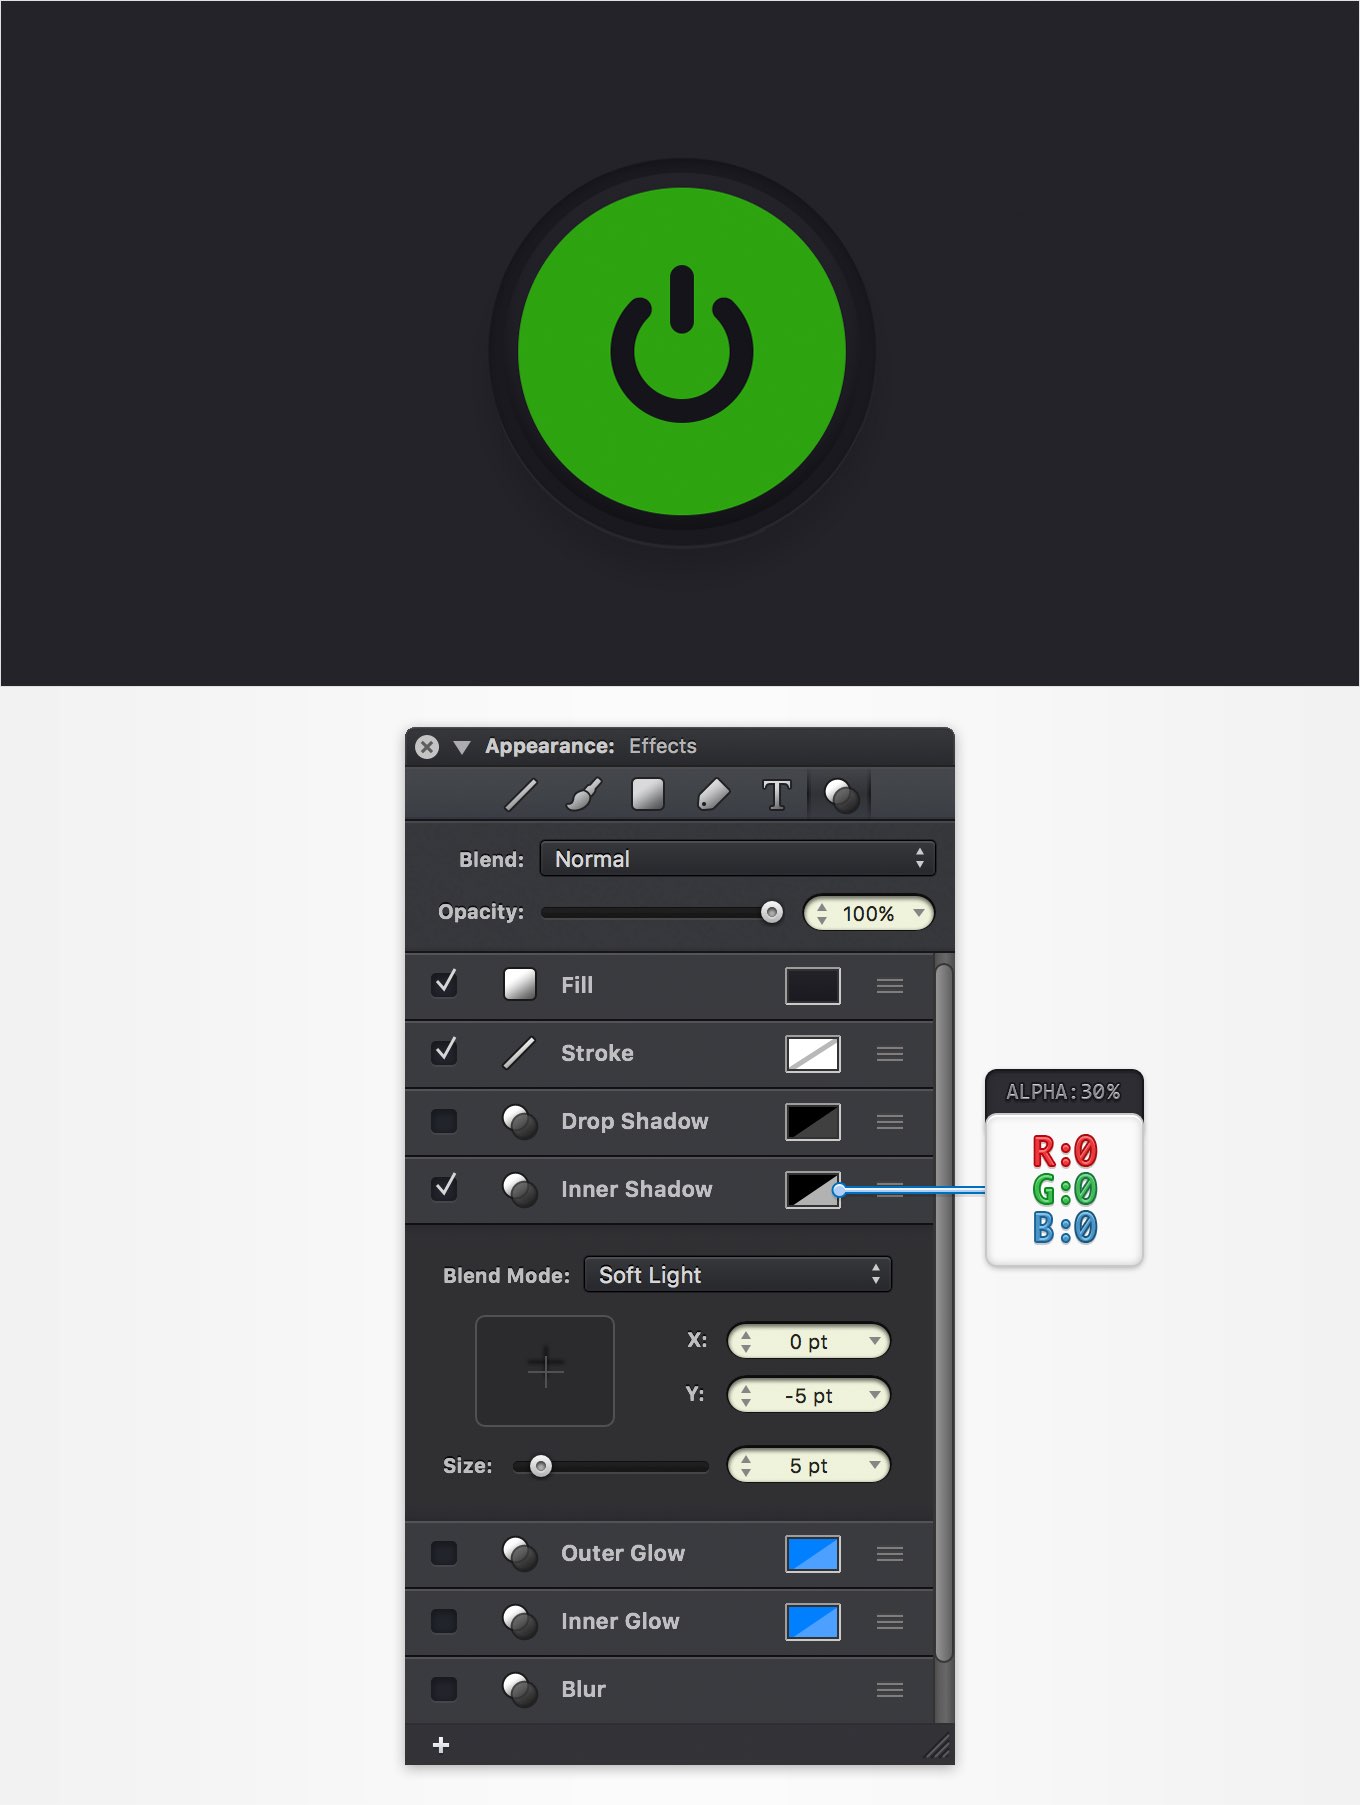 Appearance: Effects
T
Blend: Normal
Opacity: 100%
Fill
Stroke
Drop Shadow
Inner Shadow
ALPHA:30%
R:0
G:0
B:0
Blend Mode: Soft Light
X: 0 pt
Y: -5 pt
Size: 5 pt
Outer Glow
Inner Glow
Blur